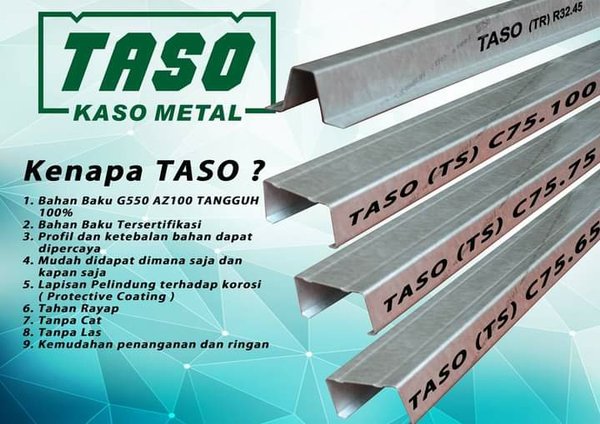 TASO
KASO METAL
Kenapa TASO ?
1. Bahan Baku G550 AZ100 TANGGUH
100%
2. Bahan Baku Tersertifikasi
3. Profil dan ketebalan bahan dapat
dipercaya
4. Mudah didapat dimana saja dan
kapan saja
5. Lapisan Pelindung terhadap korosi
( Protective Coating )
6. Tahan Rayap
7. Tanpa Cat
8. Tanpa Las
9. Kemudahan penanganan dan ringan
TASO (TR) R32.45
TASO (TS) C75.100
TASO (TS) C75.75
TASO (TS) C75.65